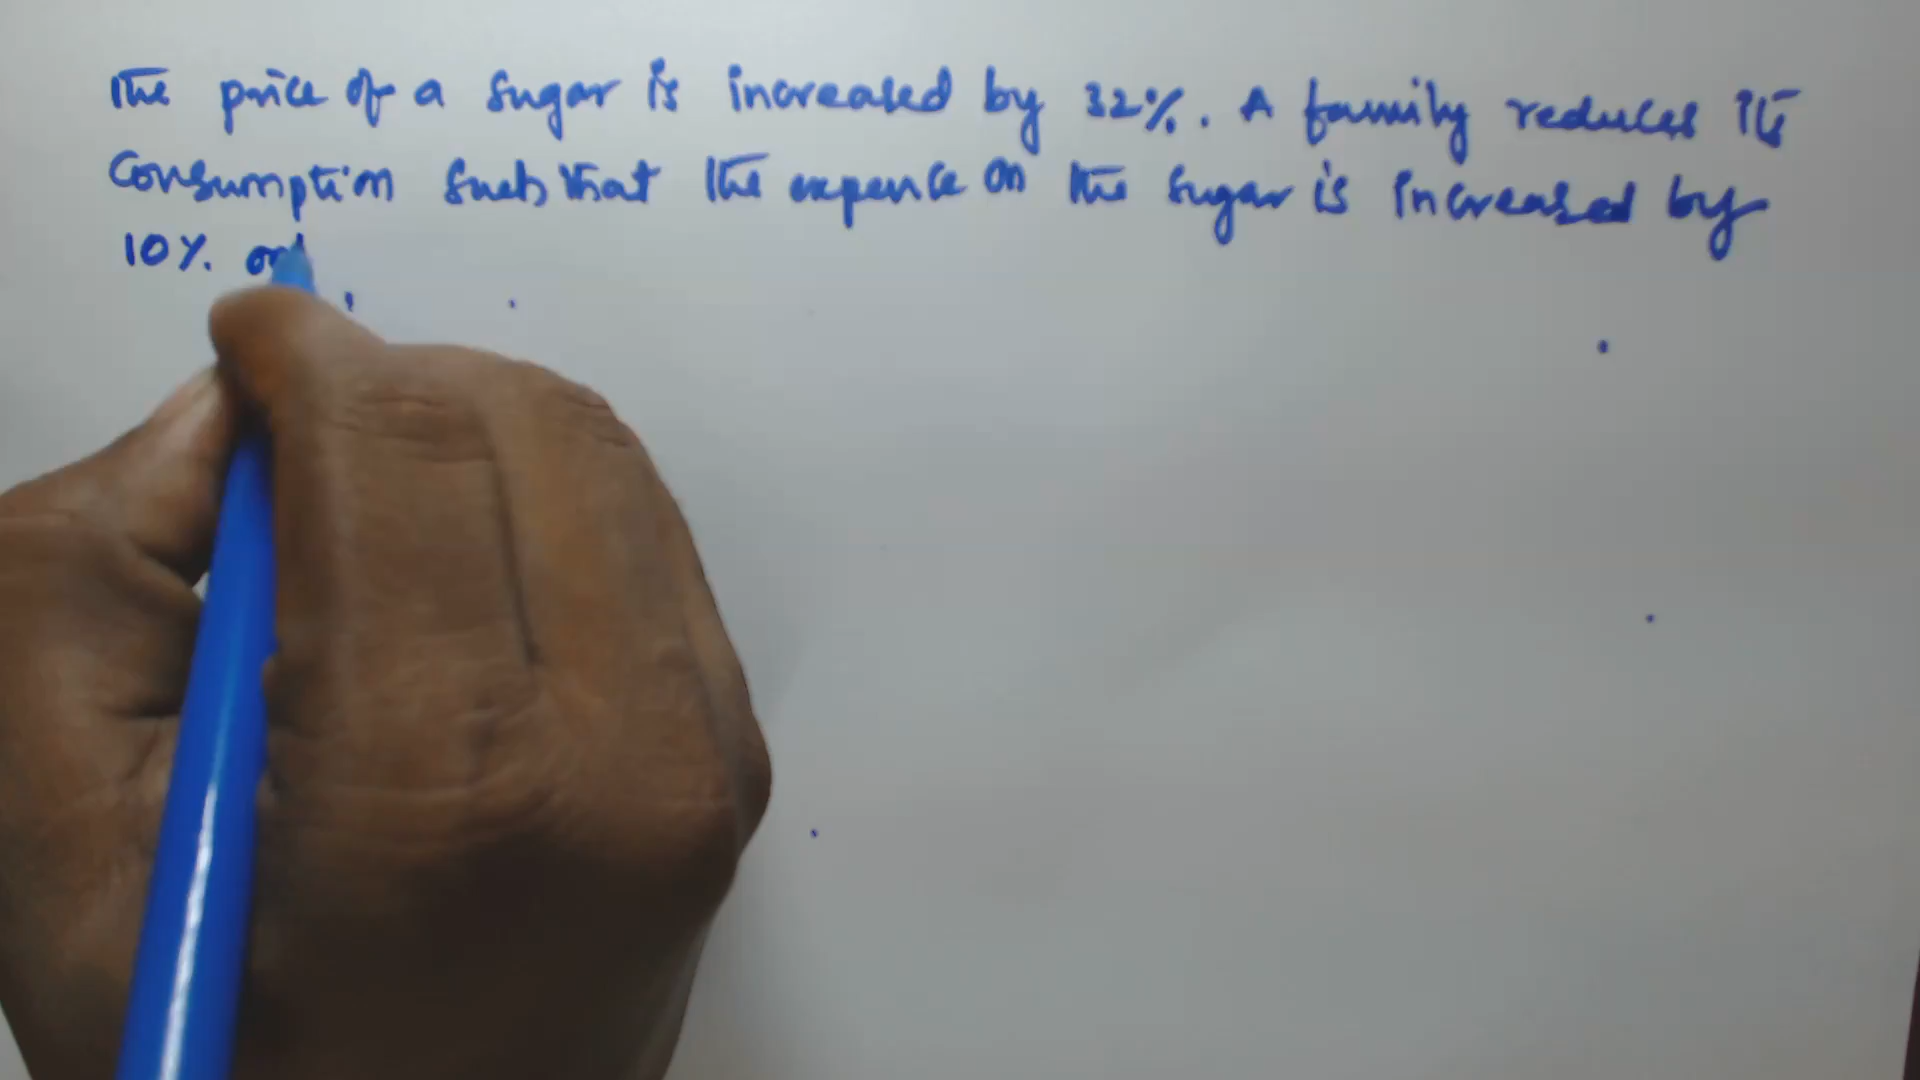 The price of a sugar is increased by 32%. A family reduces its
consumption such that the expence on the sugar is increased by
10%. onl